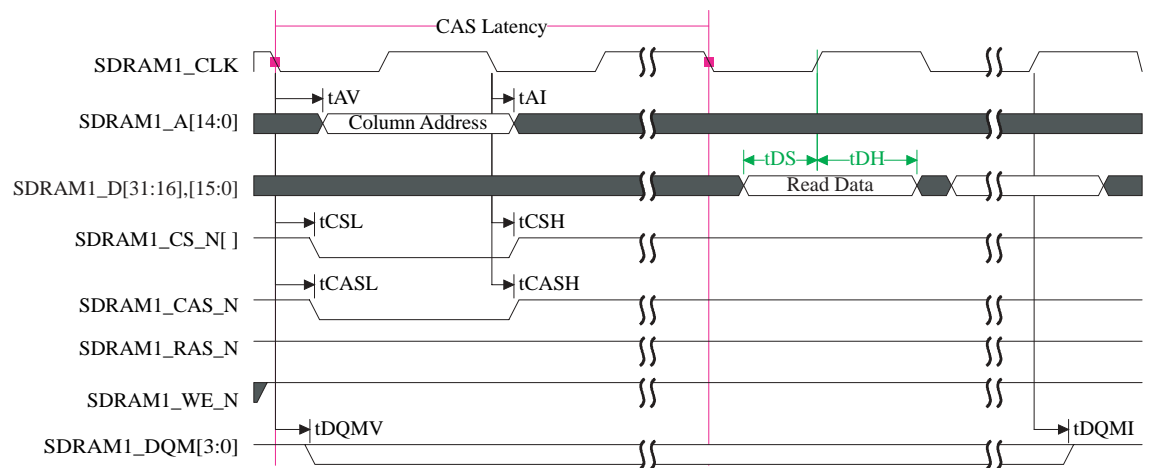 CAS Latency
SDRAM1_CLK
tAV tAI
SDRAM1_A[14:0] Column Address
tDS tDH
SDRAM1_D[31:16],[15:0] Read Data
tCSL tCSH
SDRAM1_CS_N[ ]
tCASL tCASH
SDRAM1_CAS_N
SDRAM1_RAS_N
SDRAM1_WE_N
tDQMV tDQMI
SDRAM1_DQM[3:0]